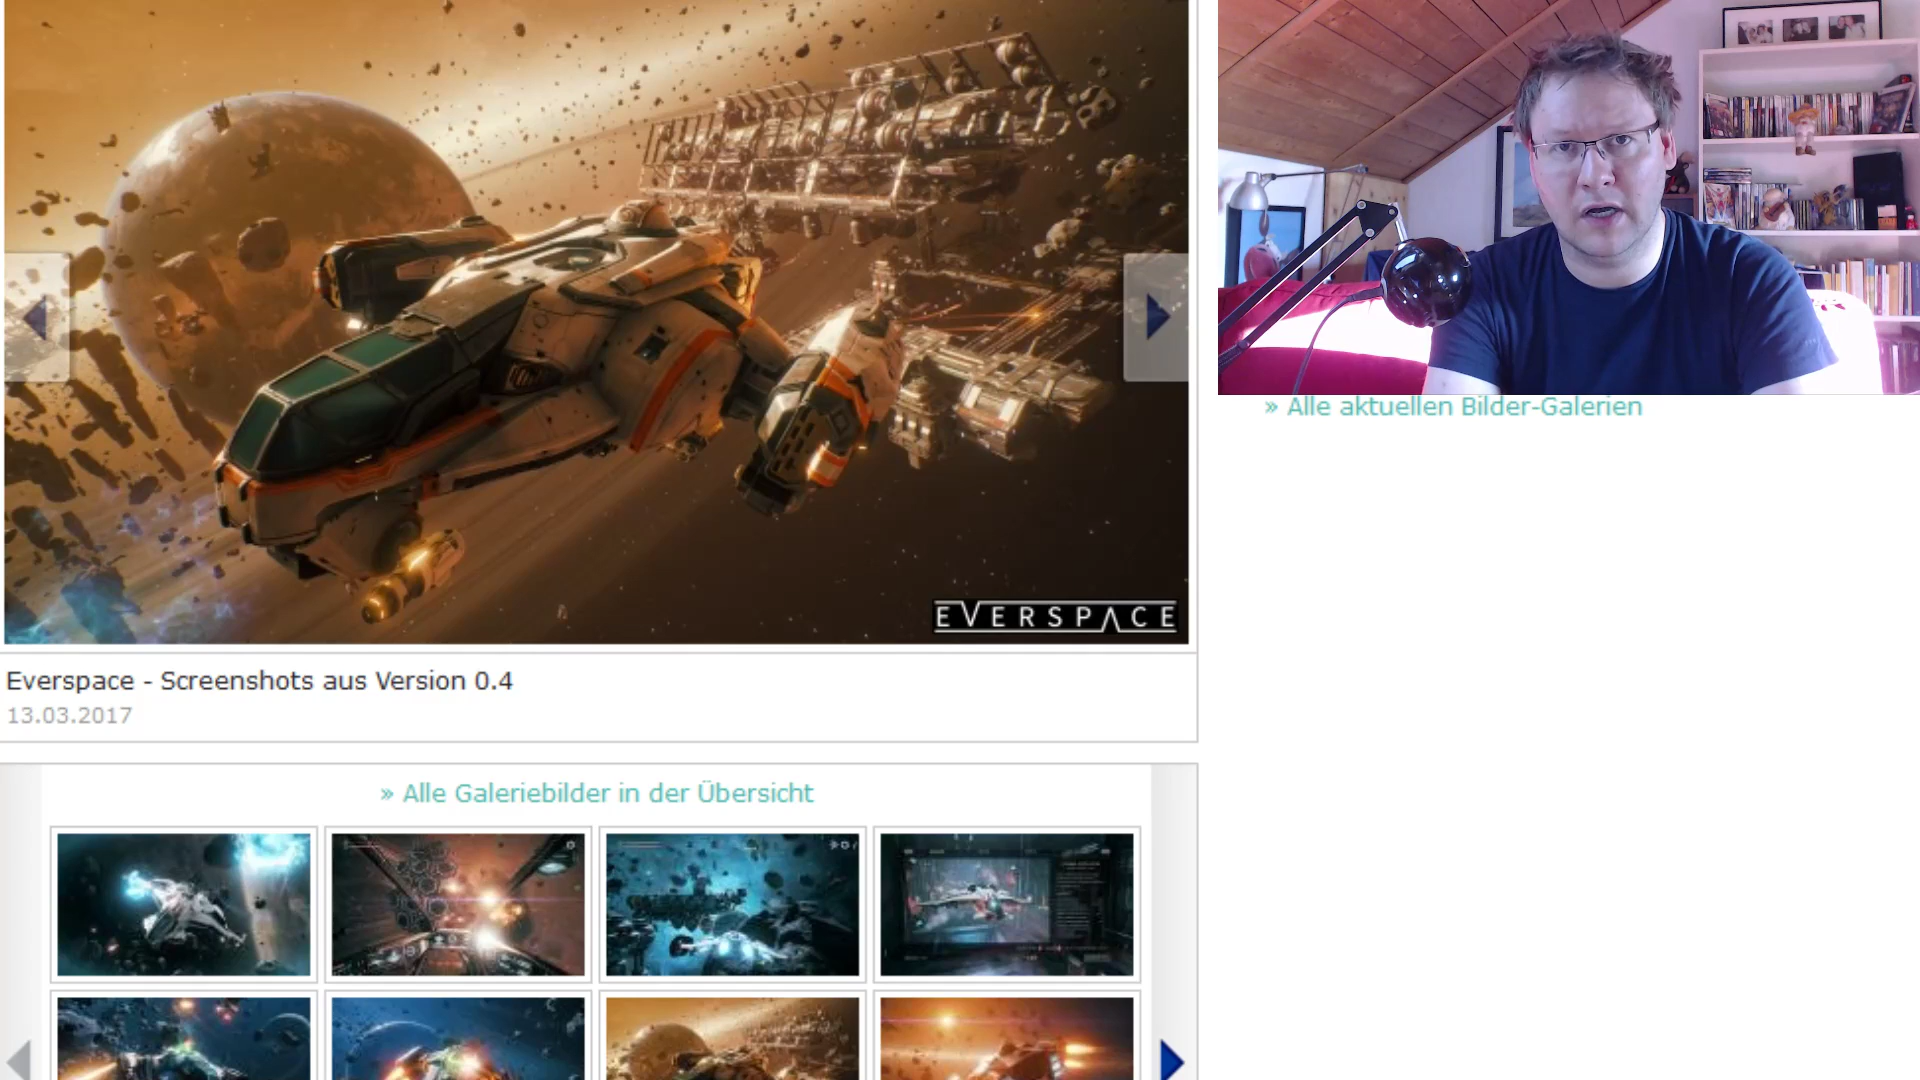 EVERSPACE
» Alle aktuellen Bilder-Galerien
Everspace - Screenshots aus Version 0.4
13.03.2017
» Alle Galeriebilder in der Übersicht